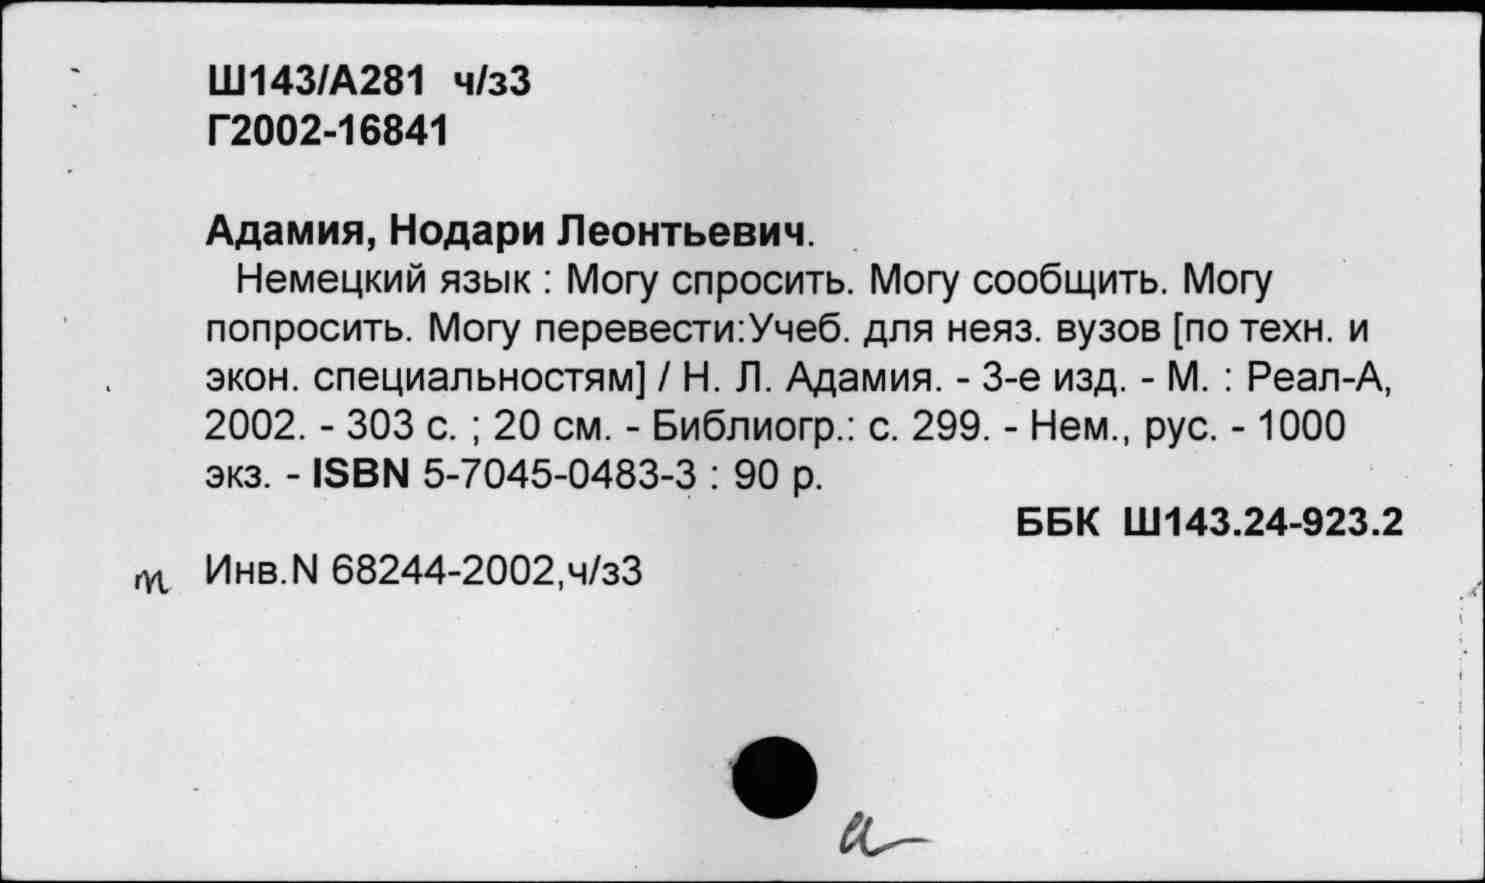 Ш143/А281 ч/з3
Г2002-16841
Адамия, Нодари Леонтьевич.
Немецкий язык : Могу спросить. Могу сообщить. Могу
попросить. Могу перевести:Учеб. для неяз. вузов [по техн. и
экон. специальностям] / Н. Л. Адамия. - 3-е изд. - М. : Реал-А,
2002. - 303 с. ; 20 см. - Библиогр.: с. 299. - Нем., рус. - 1000
экз. - ISBN 5-7045-0483-3 : 90 р.
ББК Ш143.24-923.2
Инв.N 68244-2002,ч/з3